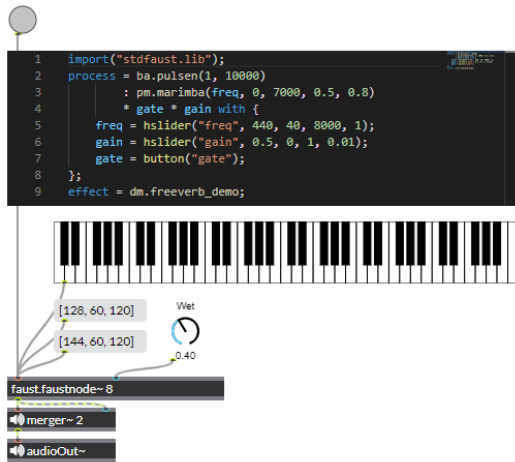 1 import("stdfaust.lib");
2 process = ba.pulsen(1, 10000)
3 : pm.marimba(freq, 0, 7000, 0.5, 0.8)
4 * gate * gain with {
5 freq = hslider("freq", 440, 40, 8000, 1);
6 gain = hslider("gain", 0.5, 0, 1, 0.01);
7 gate = button("gate");
8 };
9 effect = dm.freeverb_demo;
[128, 60, 120]
Wet
[144, 60, 120]
0.40
faust.faustnode~ 8
merger~ 2
audioOut~